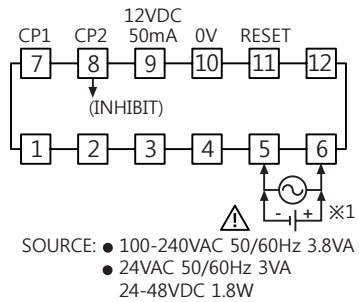 12VDC
CP1 CP2 50mA 0V RESET
7 8 9 10 11 12
(INHIBIT)
1 2 3 4 5 6
- + ※1
SOURCE: ● 100-240VAC 50/60Hz 3.8VA
● 24VAC 50/60Hz 3VA
24-48VDC 1.8W